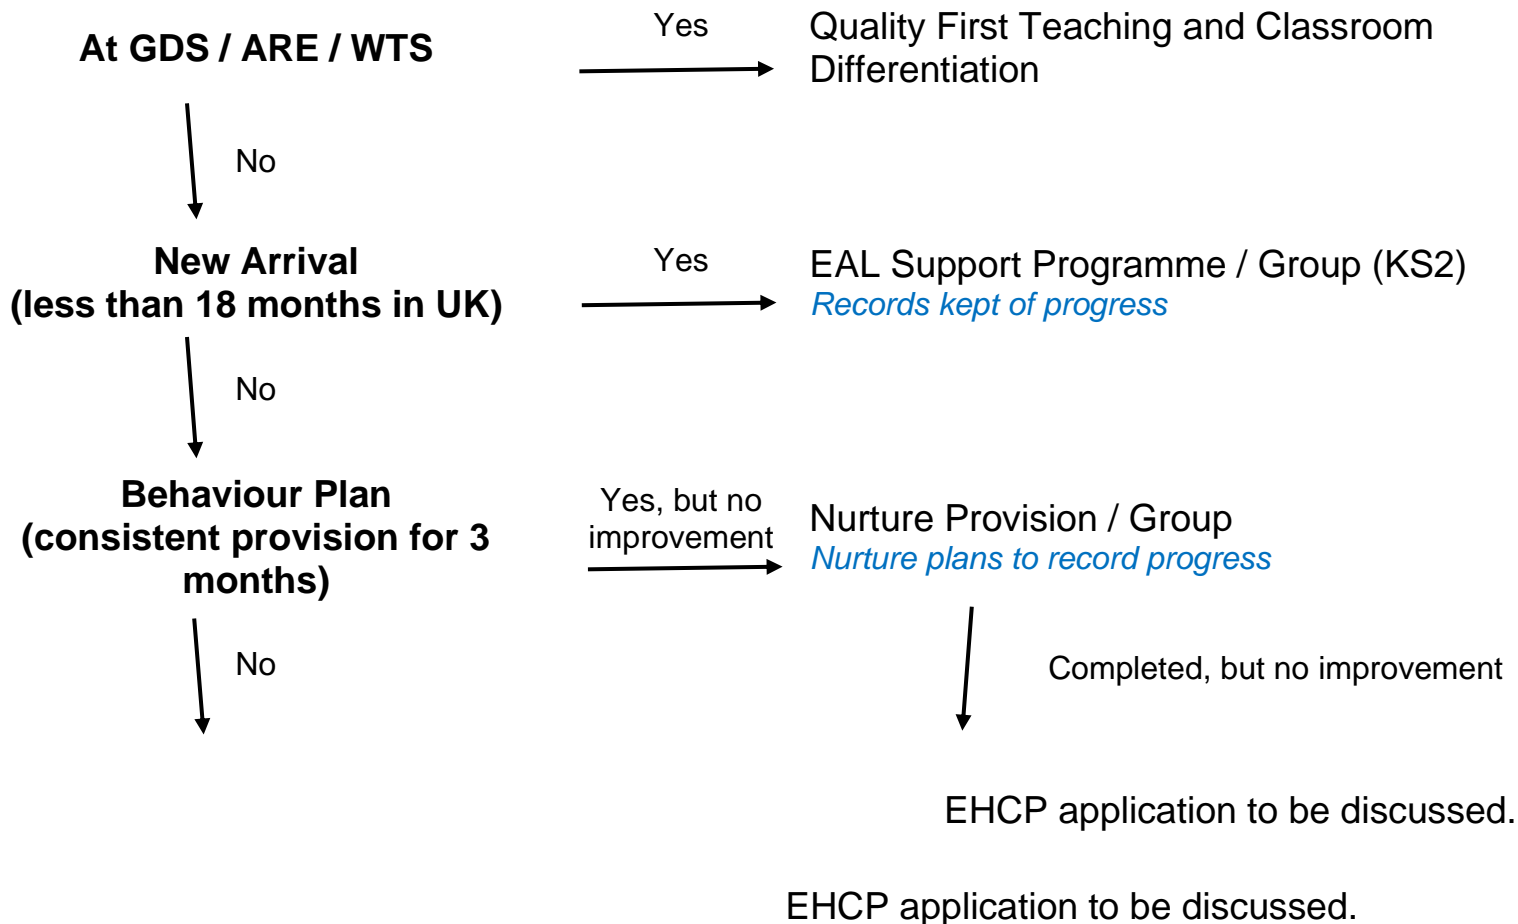 At GDS / ARE / WTS
Yes
Quality First Teaching and Classroom
Differentiation
No
New Arrival
(less than 18 months in UK)
Yes
EAL Support Programme / Group (KS2)
Records kept of progress
No
Behaviour Plan
(consistent provision for 3
months)
Yes, but no
improvement
Nurture Provision / Group
Nurture plans to record progress
No
Completed, but no improvement
EHCP application to be discussed.
EHCP application to be discussed.